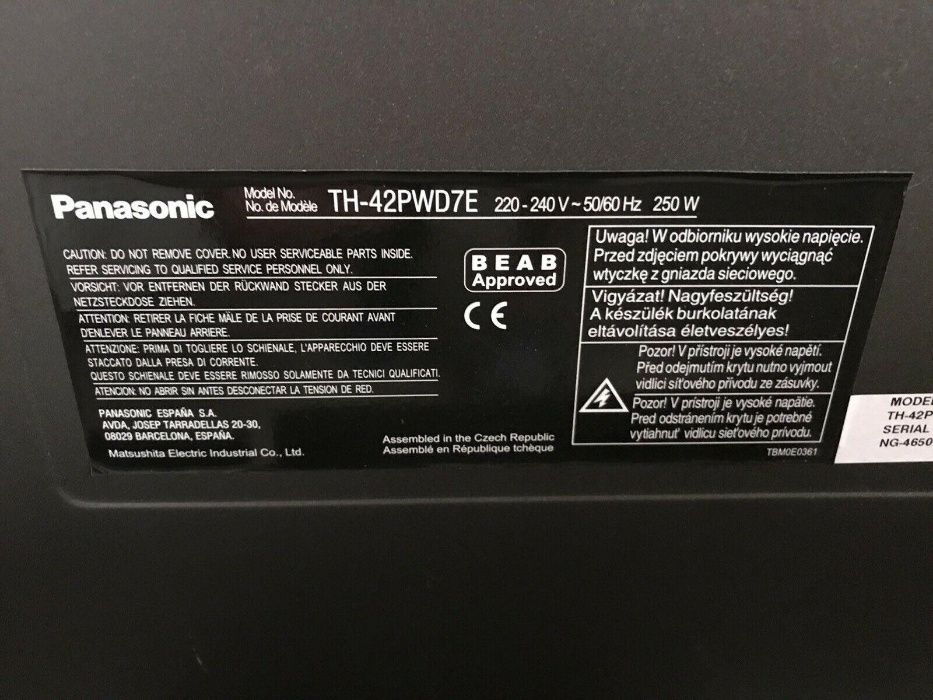 Panasonic
Model No.
No. de Modèle
TH-42PWD7E 220-240 V ~ 50/60 Hz 250 W
CAUTION: DO NOT REMOVE COVER. NO USER SERVICEABLE PARTS INSIDE.
REFER SERVICING TO QUALIFIED SERVICE PERSONNEL ONLY.
VORSICHT: VOR ENTFERNEN DER RÜCKWAND STECKER AUS DER
NETZSTECKDOSE ZIEHEN.
ATTENTION: RETIRER LA FICHE MÂLE DE LA PRISE DE COURANT AVANT
D'ENLEVER LE PANNEAU ARRIERE.
ATTENZIONE: PRIMA DI TOGLIERE LO SCHIENALE, L'APPARECCHIO DEVE ESSERE
STACCATO DALLA PRESA DI CORRENTE.
QUESTO SCHIENALE DEVE ESSERE RIMOSSO SOLAMENTE DA TECNICI QUALIFICATI.
ATENCION: NO ABRIR SIN ANTES DESCONECTAR LA TENSION DE RED.
PANASONIC ESPAÑA S.A.
AVDA, JOSEP TARRADELLAS 20-30,
08029 BARCELONA, ESPAÑA.
Matsushita Electric Industrial Co., Ltd.
BEAB
Approved
CE
Assembled in the Czech Republic
Assemblé en République tchèque
Uwaga! W odbiorniku wysokie napięcie.
Przed zdjęciem pokrywy wyciągnąć
wtyczkę z gniazda sieciowego.
Vigyázat! Nagyfeszültség!
A készülék burkolatának
eltávolítása életveszélyes!
Pozor! V přístroji je vysoké napětí.
Před odejmutím krytu nutno vyjmout
vidlici síťového přívodu ze zásuvky.
Pozor! V prístroji je vysoké napätie.
Pred odstránením krytu je potrebné
vytiahnuť vidlicu sieťového prívodu.
TBM0E0361
MODEL
TH-42P
SERIAL
NG-4650